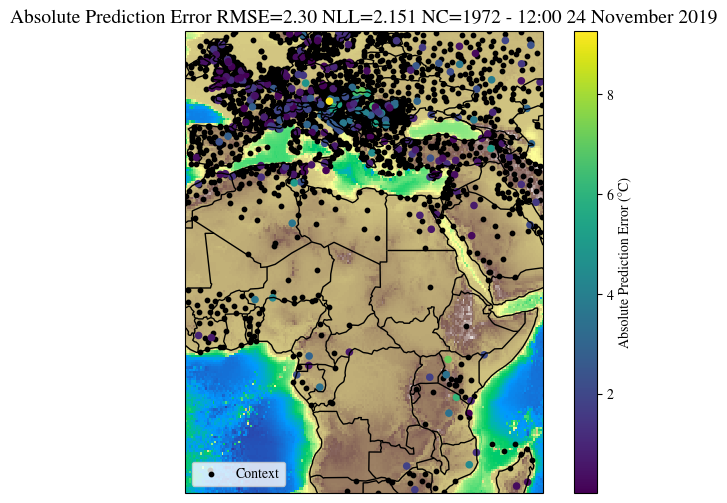 Absolute Prediction Error RMSE=2.30 NLL=2.151 NC=1972 - 12:00 24 November 2019
8
6
4
2
Absolute Prediction Error (°C)
Context